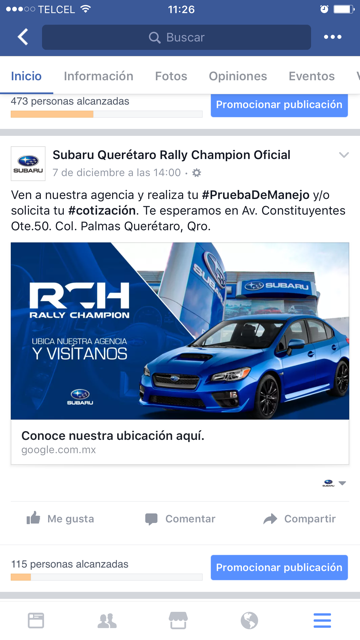 TELCEL 11:26
Buscar
Inicio Información Fotos Opiniones Eventos
473 personas alcanzadas
Promocionar publicación
SUBARU
Subaru Querétaro Rally Champion Oficial
7 de diciembre a las 14:00 ·
Ven a nuestra agencia y realiza tu #PruebaDeManejo y/o
solicita tu #cotización. Te esperamos en Av. Constituyentes
Ote.50. Col. Palmas Querétaro, Qro.
SUBARU
RCH
RALLY CHAMPION
UBICA NUESTRA AGENCIA
Y VISÍTANOS
SUBARU
Conoce nuestra ubicación aquí.
google.com.mx
SUBARU
Me gusta Comentar Compartir
115 personas alcanzadas
Promocionar publicación